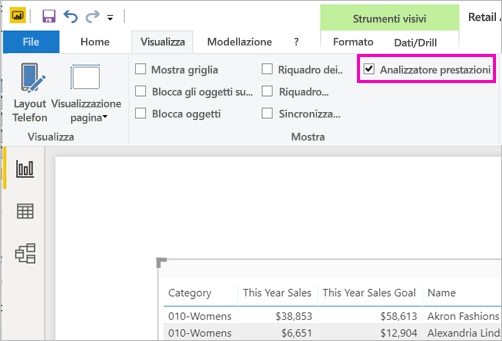 Strumenti visivi
Retail
File Home Visualizza Modellazione ? Formato Dati/Drill
Mostra griglia
Blocca gli oggetti su...
Blocca oggetti
Riquadro dei..
Riquadro...
Sincronizza...
Analizzatore prestazioni
Layout
Telefon
Visualizzazione
pagina
Visualizza
Mostra
Category This Year Sales This Year Sales Goal Name
010-Womens $38,853 $58,613 Akron Fashions
010-Womens $6,651 $12,904 Alexandria Lind